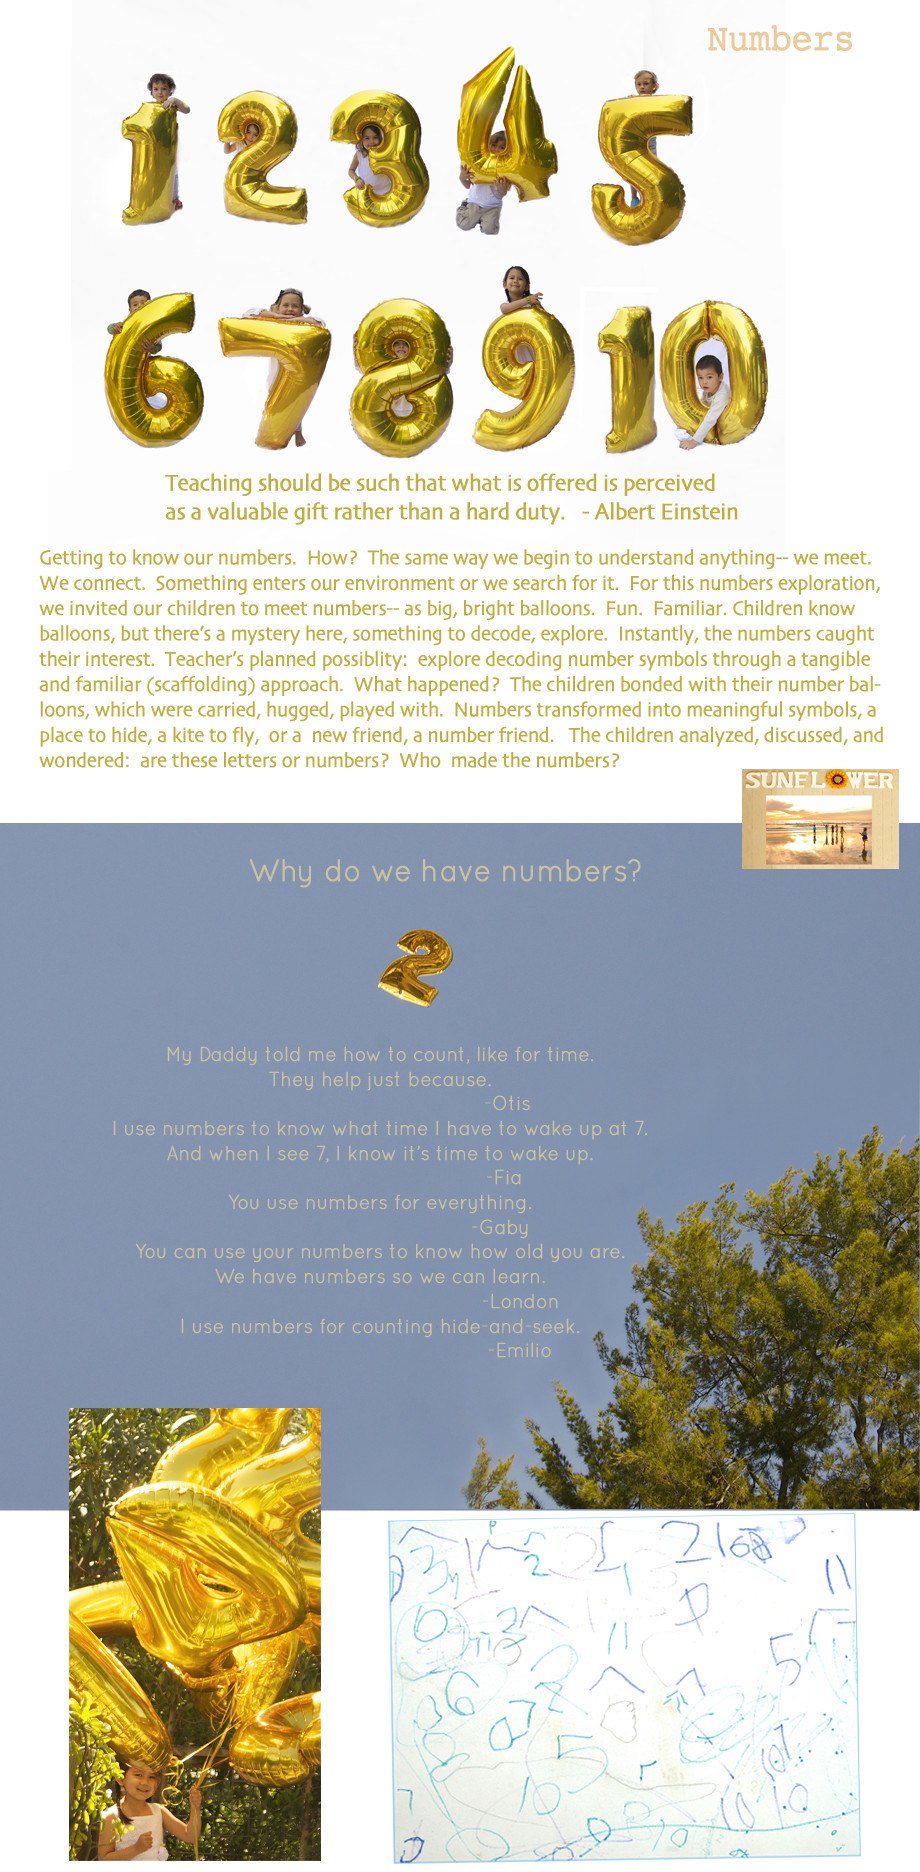 Numbers
1 2 3 4 5
6 7 8 9 10
Teaching should be such that what is offered is perceived
as a valuable gift rather than a hard duty.   - Albert Einstein
Getting to know our numbers.  How?  The same way we begin to understand anything-- we meet.
We connect.  Something enters our environment or we search for it.  For this numbers exploration,
we invited our children to meet numbers-- as big, bright balloons.  Fun.  Familiar. Children know
balloons, but there's a mystery here, something to decode, explore.  Instantly, the numbers caught
their interest.  Teacher's planned possiblity:  explore decoding number symbols through a tangible
and familiar (scaffolding) approach.  What happened?  The children bonded with their number bal-
loons, which were carried, hugged, played with.  Numbers transformed into meaningful symbols, a
place to hide, a kite to fly,  or a  new friend, a number friend.   The children analyzed, discussed, and
wondered:  are these letters or numbers?  Who  made the numbers?
SUNFLOWER
Why do we have numbers?
2
My Daddy told me how to count, like for time.
They help just because.
-Otis
I use numbers to know what time I have to wake up at 7.
And when I see 7, I know it's time to wake up.
-Fia
You use numbers for everything.
-Gaby
You can use your numbers to know how old you are.
We have numbers so we can learn.
-London
I use numbers for counting hide-and-seek.
-Emilio